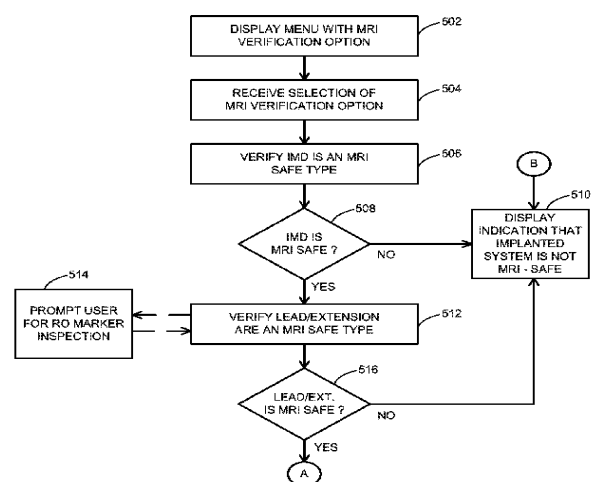 DISPLAY MENU WITH MRI
VERIFICATION OPTION
502
RECEIVE SELECTION OF
MRI VERIFICATION OPTION
504
VERIFY IMD IS AN MRI
SAFE TYPE
506
B
508
IMD IS
MRI SAFE ?
NO
YES
510
DISPLAY
INDICATION THAT
IMPLANTED
SYSTEM IS NOT
MRI - SAFE
514
PROMPT USER
FOR RO MARKER
INSPECTION
VERIFY LEAD/EXTENSION
ARE AN MRI SAFE TYPE
512
516
LEAD/EXT.
IS MRI SAFE ?
NO
YES
A